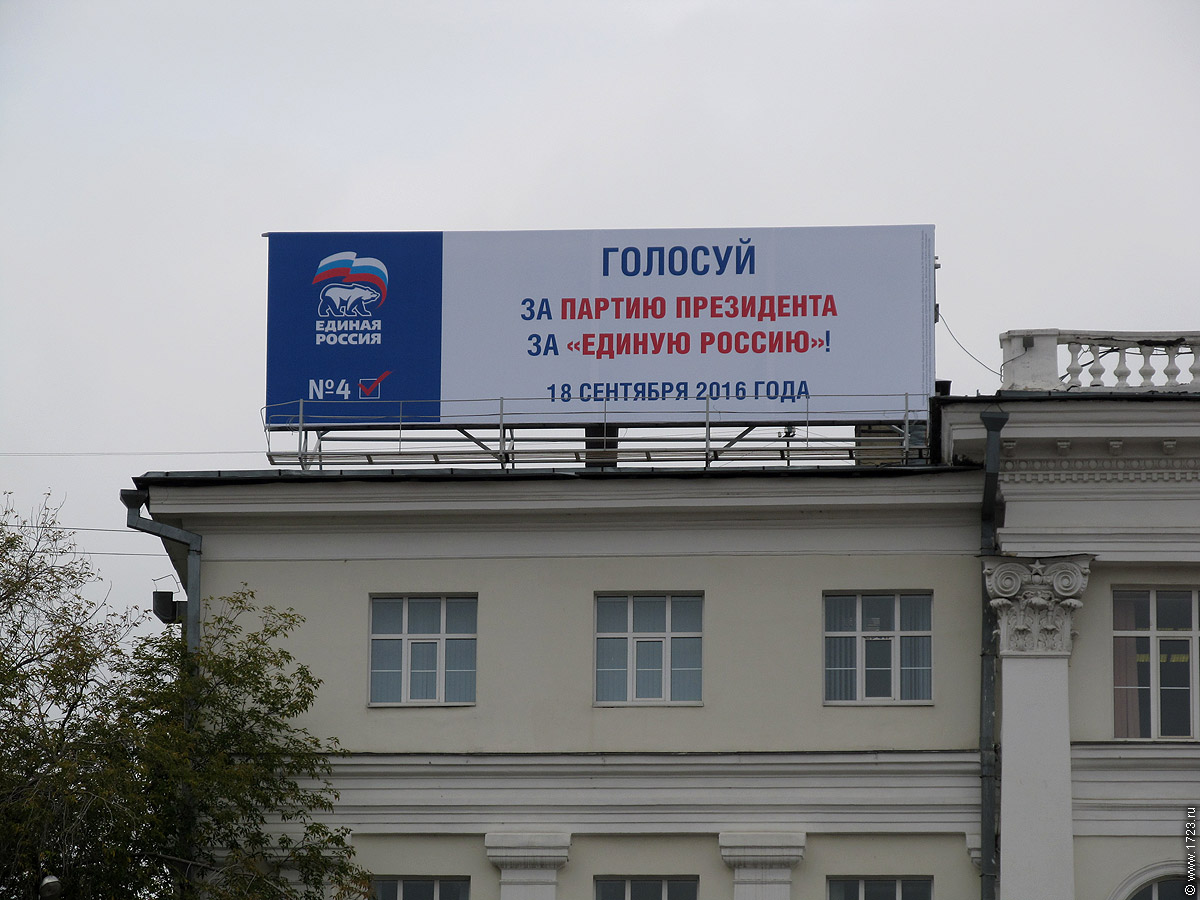 ЕДИНАЯ
РОССИЯ
№4
ГОЛОСУЙ
ЗА ПАРТИЮ ПРЕЗИДЕНТА
ЗА «ЕДИНУЮ РОССИЮ»!
18 СЕНТЯБРЯ 2016 ГОДА
© www.1723.ru